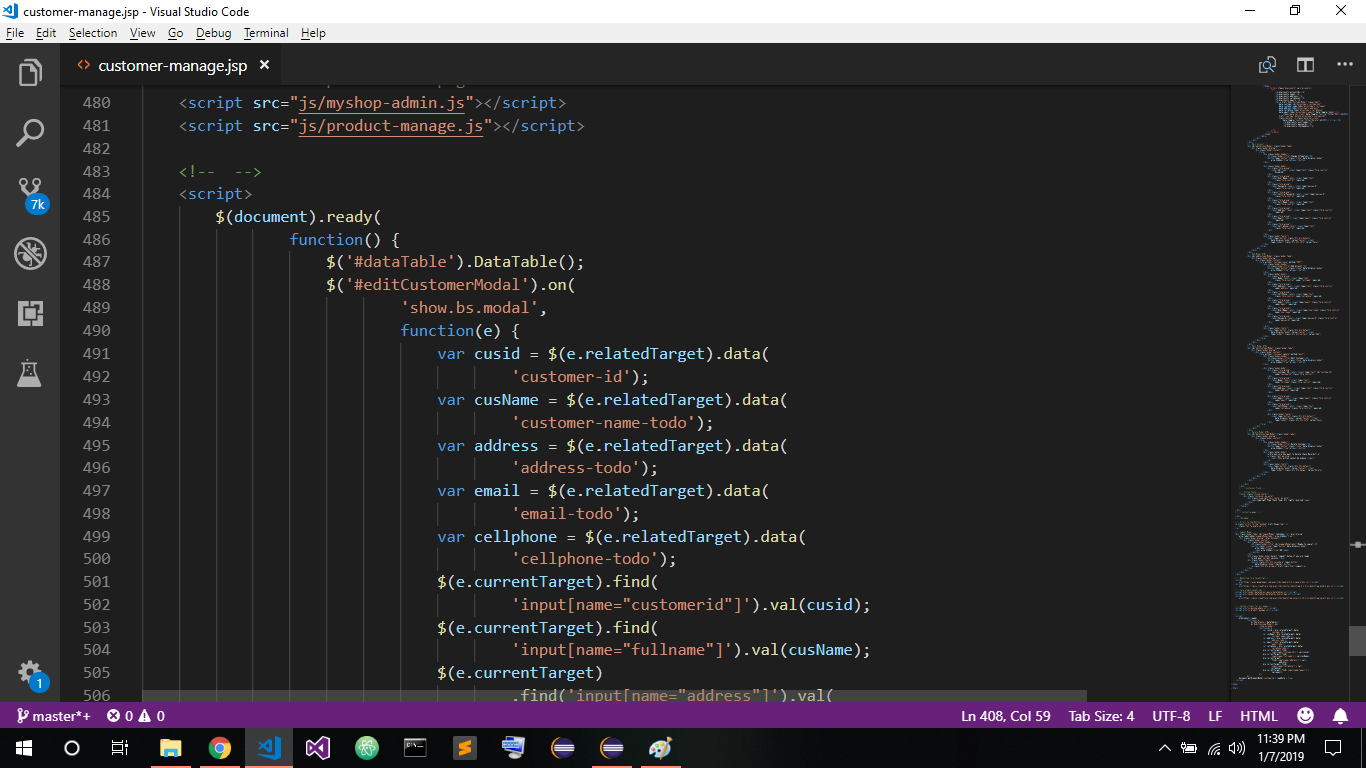 customer-manage.jsp - Visual Studio Code
File Edit Selection View Go Debug Terminal Help
<> customer-manage.jsp ×
480 <script src="js/myshop-admin.js"></script>
481 <script src="js/product-manage.js"></script>
482
483 <!--  -->
484 <script>
485 $(document).ready(
486 function() {
487 $('#dataTable').DataTable();
488 $('#editCustomerModal').on(
489 'show.bs.modal',
490 function(e) {
491 var cusid = $(e.relatedTarget).data(
492 'customer-id');
493 var cusName = $(e.relatedTarget).data(
494 'customer-name-todo');
495 var address = $(e.relatedTarget).data(
496 'address-todo');
497 var email = $(e.relatedTarget).data(
498 'email-todo');
499 var cellphone = $(e.relatedTarget).data(
500 'cellphone-todo');
501 $(e.currentTarget).find(
502 'input[name="customerid"]').val(cusid);
503 $(e.currentTarget).find(
504 'input[name="fullname"]').val(cusName);
505 $(e.currentTarget)
506 .find('input[name="address"]').val(
7k
1
master*+ 0 0 Ln 408, Col 59 Tab Size: 4 UTF-8 LF HTML
11:39 PM
1/7/2019